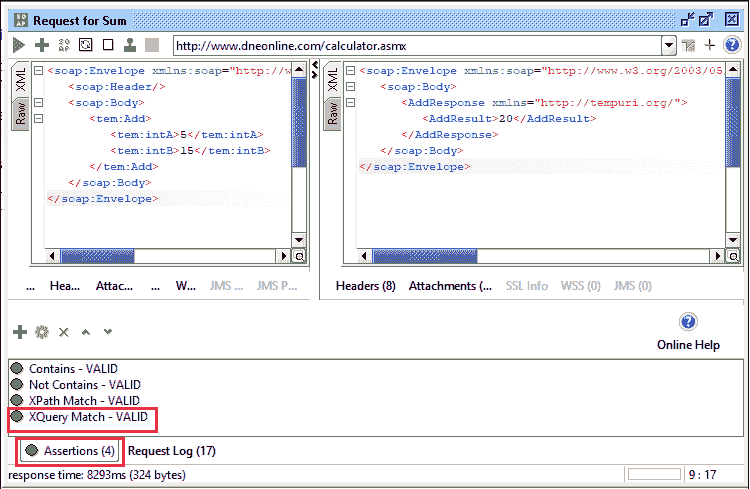 SO
AP
Request for Sum
SO
AP
http://www.dneonline.com/calculator.asmx
XML
Raw
<soap:Envelope xmlns:soap="http://w
<soap:Header/>
<soap:Body>
<tem:Add>
<tem:intA>5</tem:intA>
<tem:intB>15</tem:intB>
</tem:Add>
</soap:Body>
</soap:Envelope>
XML
Raw
<soap:Envelope xmlns:soap="http://www.w3.org/2003/05
<soap:Body>
<AddResponse xmlns="http://tempuri.org/">
<AddResult>20</AddResult>
</AddResponse>
</soap:Body>
</soap:Envelope>
... Hea... Attac... ... W... JMS ... JMS P...
Headers (8) Attachments (... SSL Info WSS (0) JMS (0)
Online Help
Contains - VALID
Not Contains - VALID
XPath Match - VALID
XQuery Match - VALID
Assertions (4) Request Log (17)
response time: 8293ms (324 bytes) 9 : 17